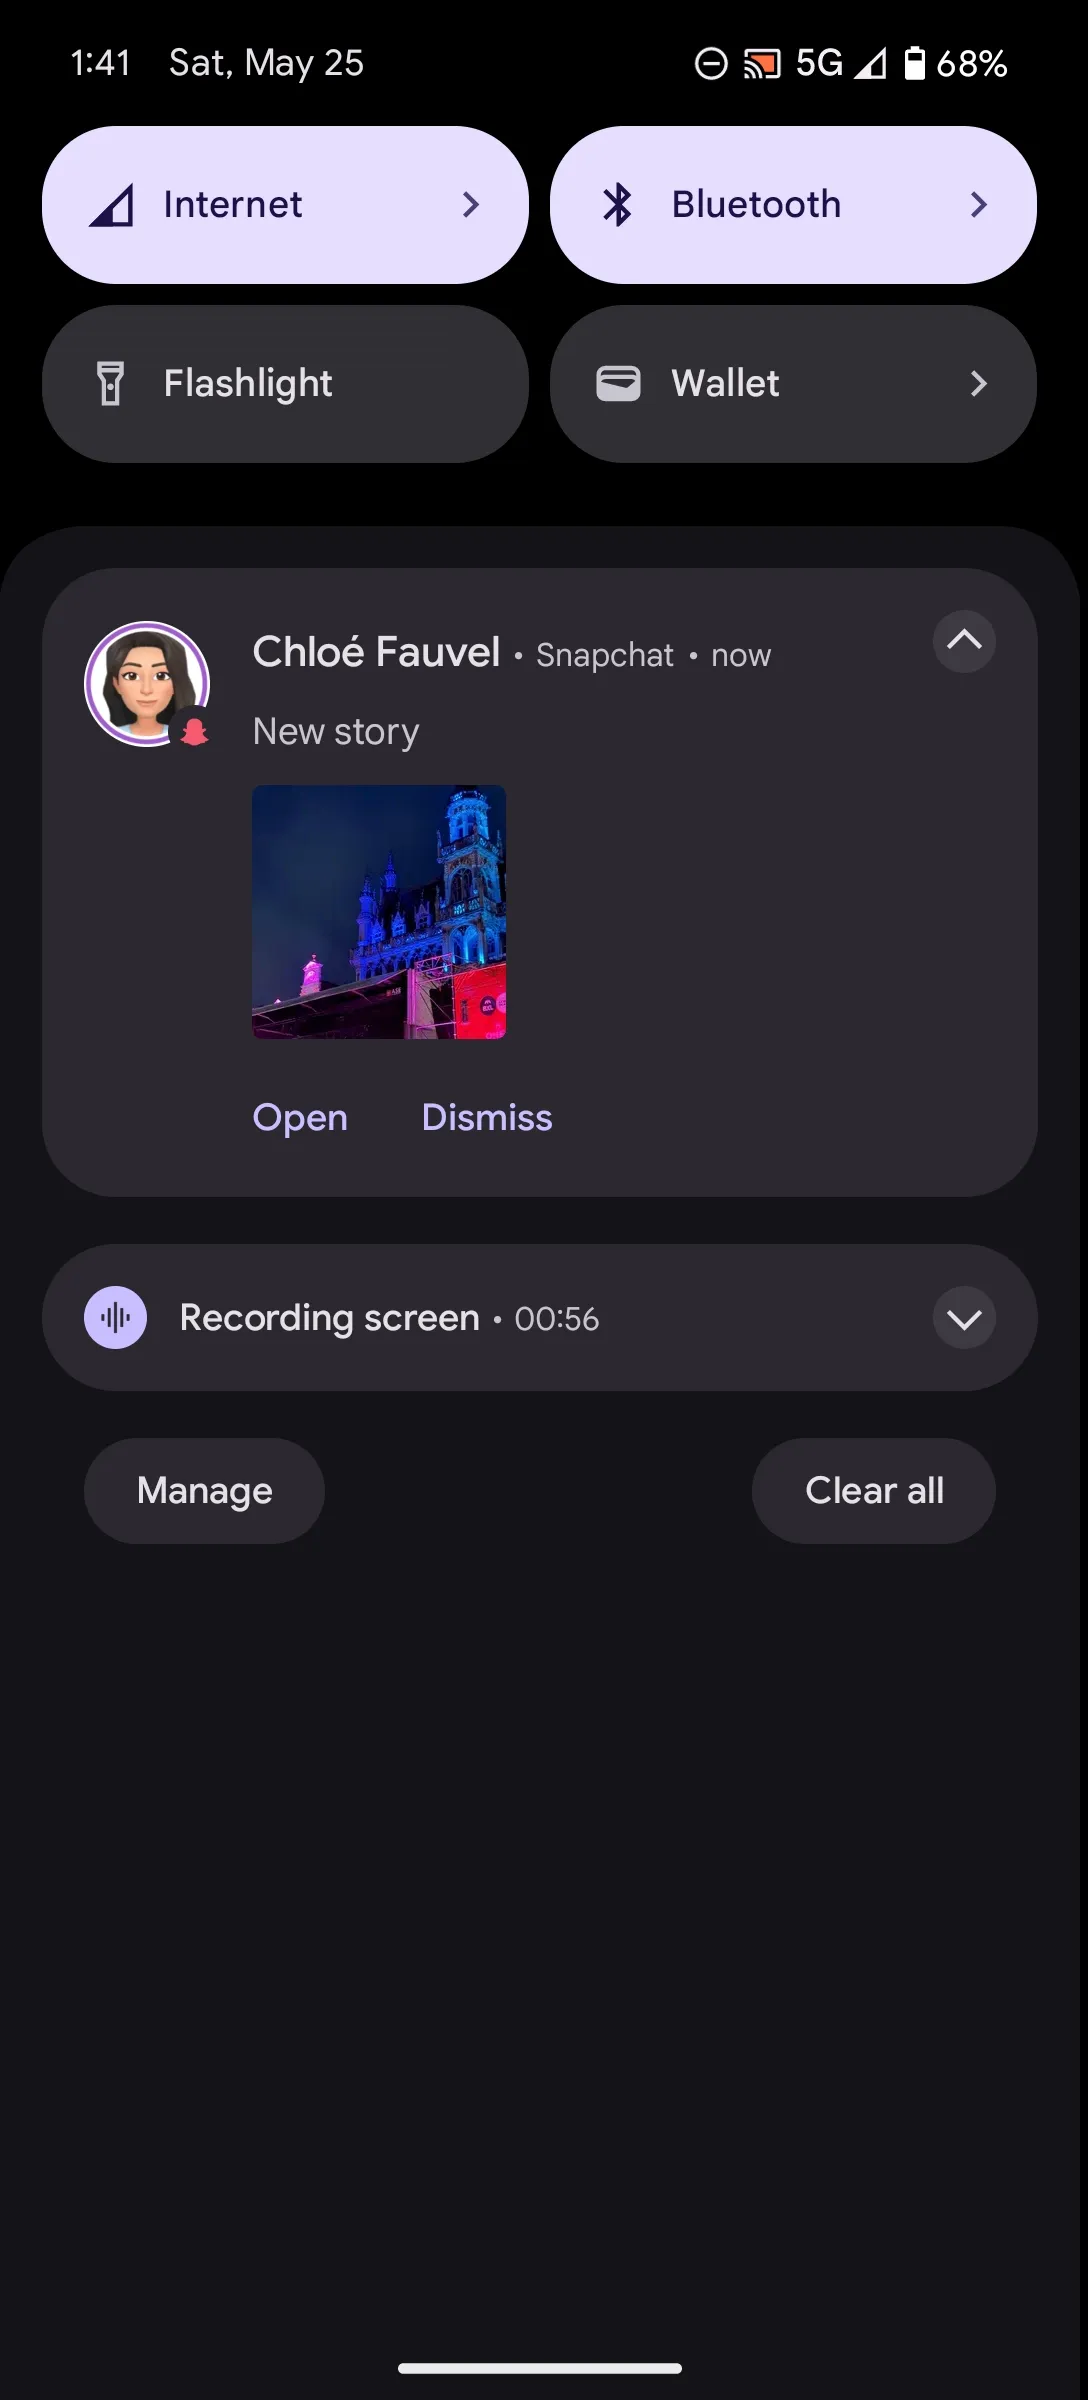 1:41 Sat, May 25 5G 68%
Internet Bluetooth
Flashlight Wallet
Chloé Fauvel • Snapchat • now
New story
Open Dismiss
Recording screen • 00:56
Manage Clear all